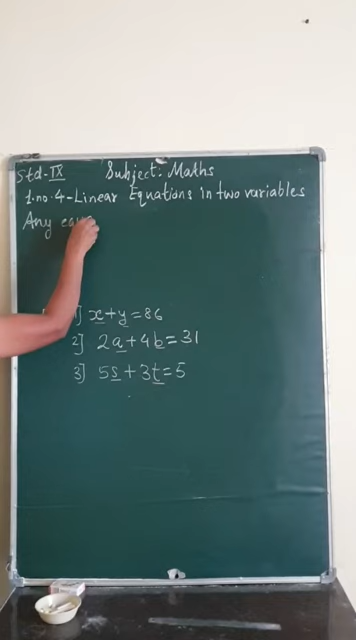 Std-IX Subject: Maths
L.no.4-Linear Equations in two variables
Any
1] x+y=86
2] 2a+4b=31
3] 5s+3t=5